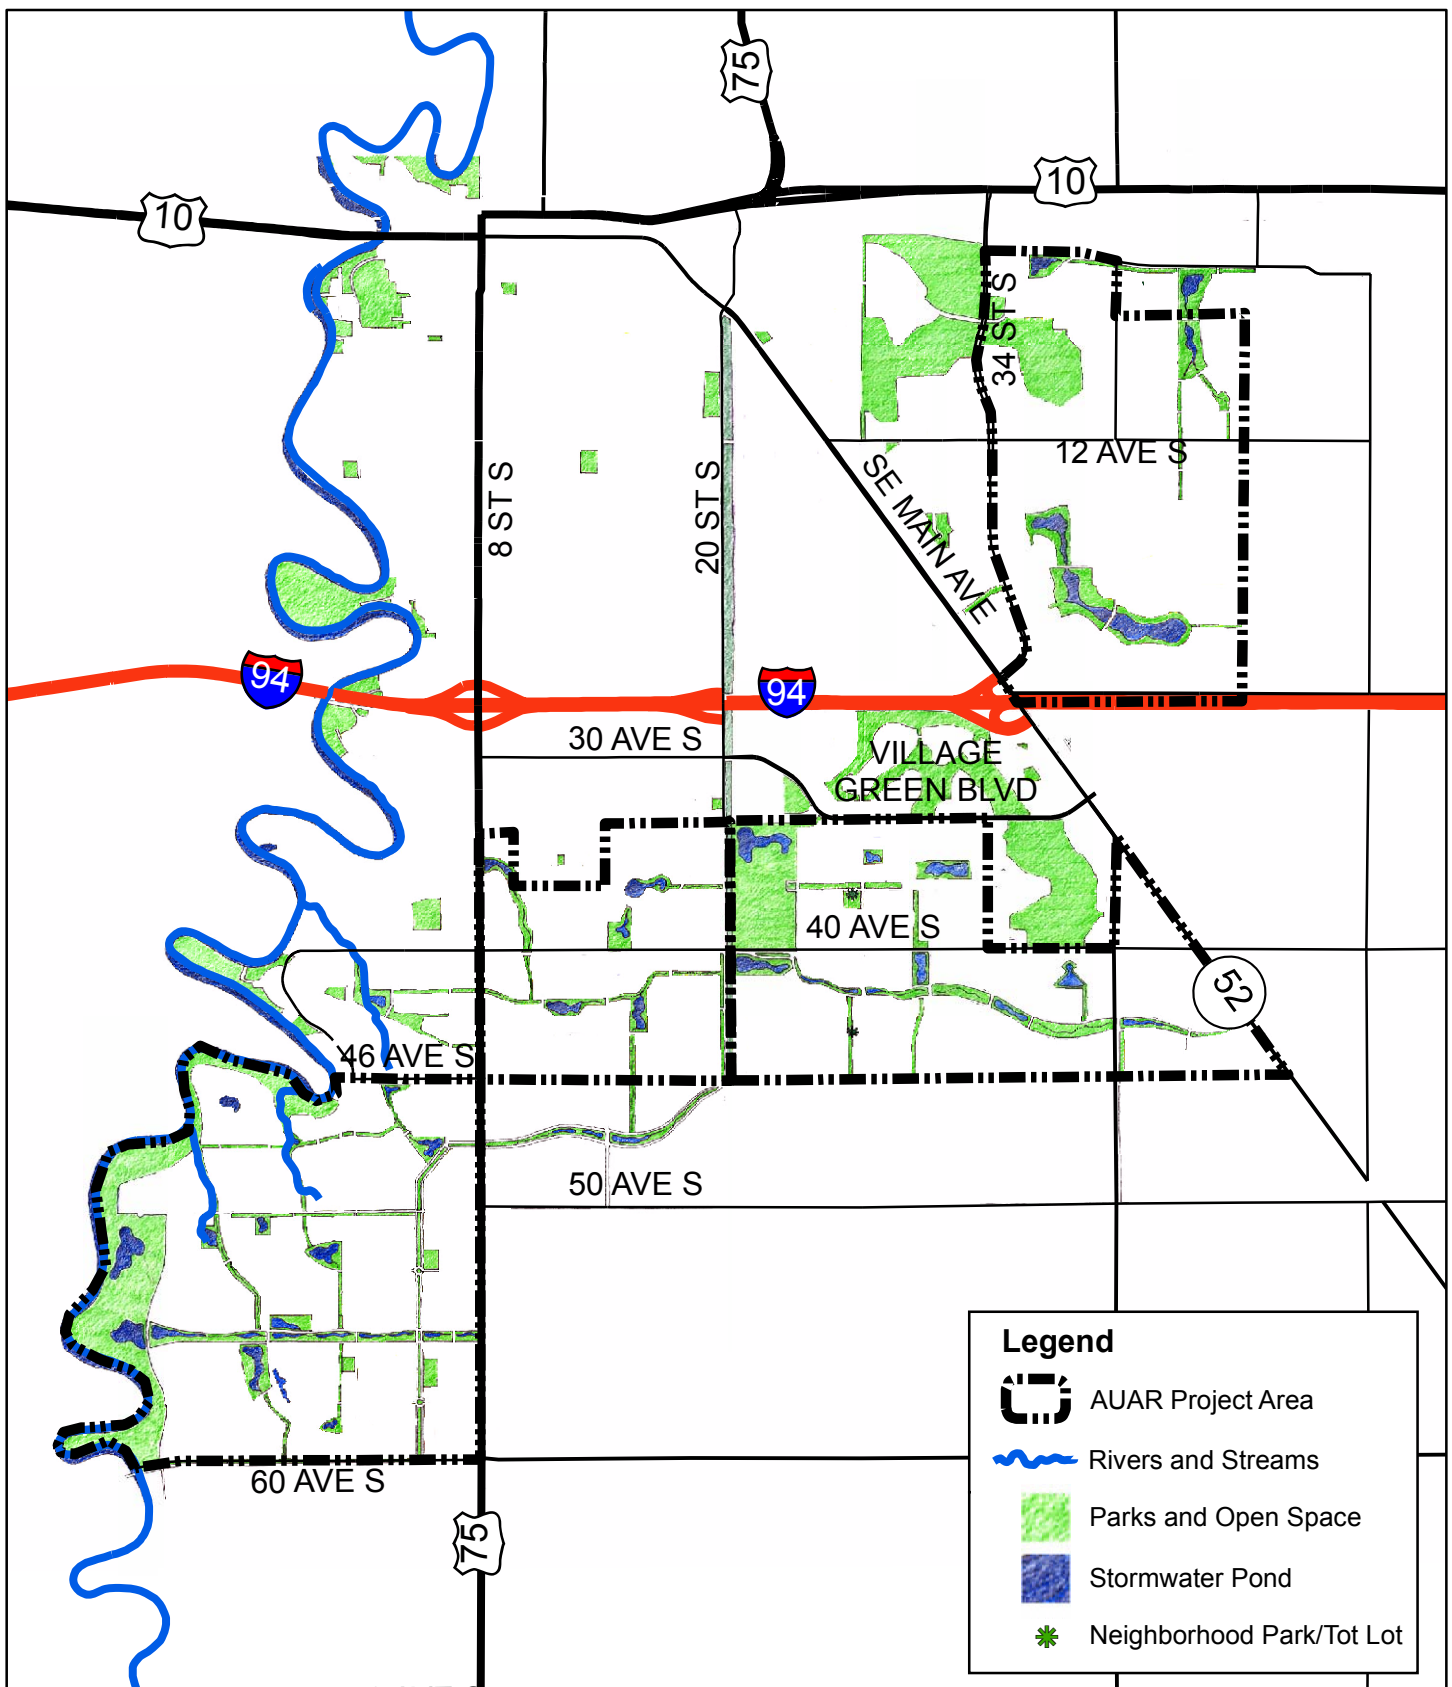 75
10
10
34 ST S
12 AVE S
SE MAIN AVE
8 ST S
20 ST S
94
94
30 AVE S
VILLAGE
GREEN BLVD
40 AVE S
52
46 AVE S
50 AVE S
60 AVE S
75
Legend
AUAR Project Area
Rivers and Streams
Parks and Open Space
Stormwater Pond
Neighborhood Park/Tot Lot